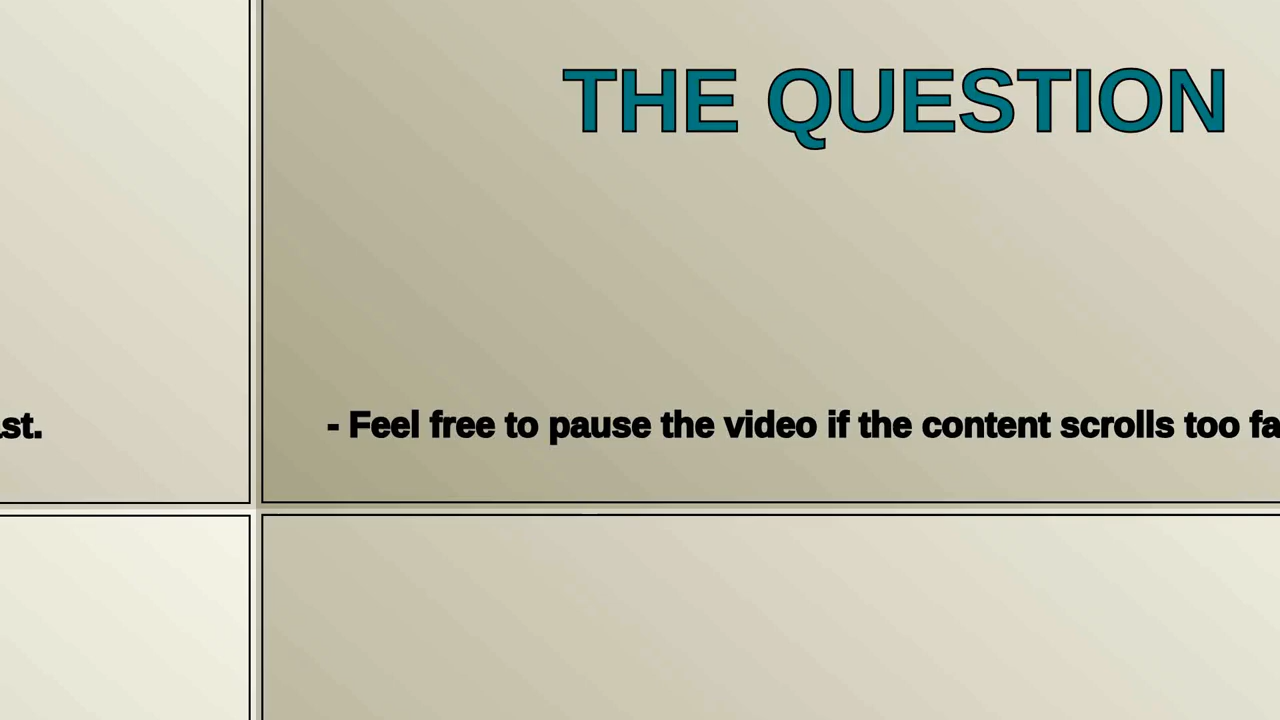 THE QUESTION
st.
- Feel free to pause the video if the content scrolls too fa